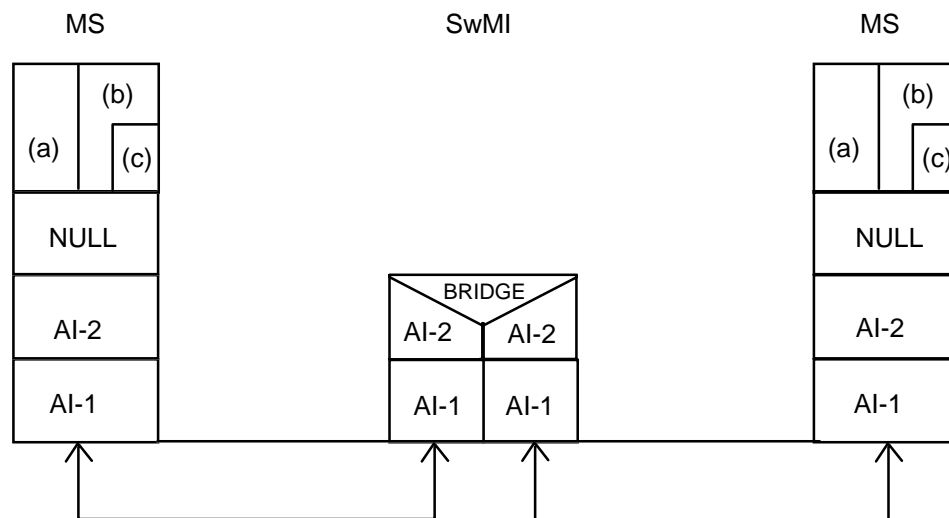 MS SwMI MS
(b) (b)
(a) (c) (a) (c)
NULL NULL
BRIDGE
AI-2 AI-2 AI-2 AI-2
AI-1 AI-1 AI-1 AI-1